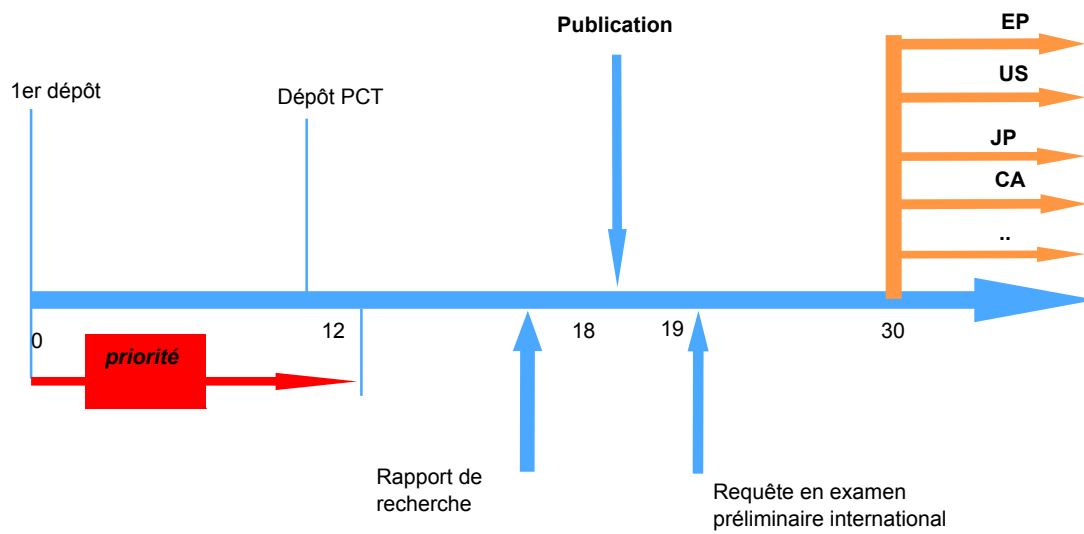 Publication
EP
US
JP
CA
..
1er dépôt
Dépôt PCT
0
12
18
19
30
priorité
Rapport de
recherche
Requête en examen
préliminaire international